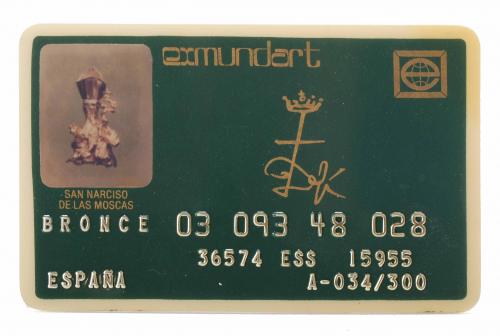 exmundart
SAN NARCISO
DE LAS MOSCAS
BRONCE 03 093 48 028
36574 ESS 15955
ESPAÑA A-034/300